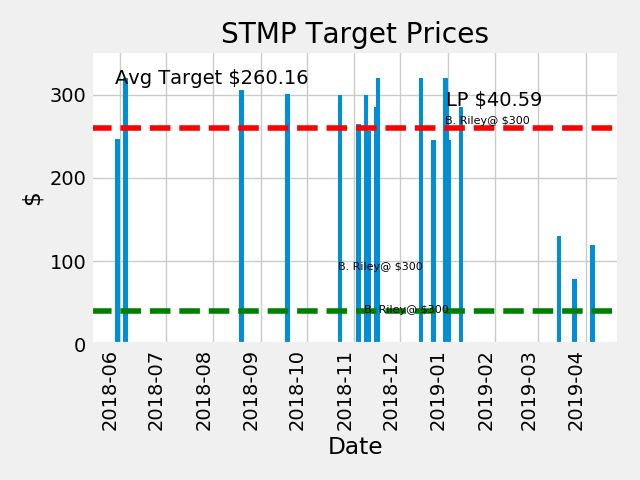 STMP Target Prices
Avg Target $260.16
LP $40.59
B. Riley@ $300
B. Riley@ $300
B. Riley@ $300
$
300
200
100
0
2018-06
2018-07
2018-08
2018-09
2018-10
2018-11
2018-12
2019-01
2019-02
2019-03
2019-04
Date